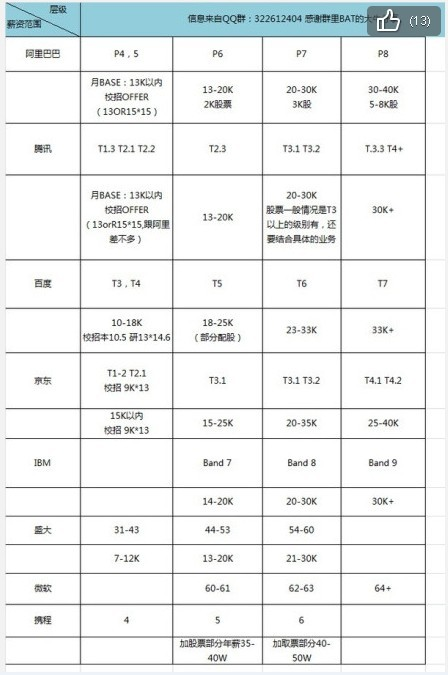 层级
薪资范围
信息来自QQ群：322612404 感谢群里BAT的大
(13)
阿里巴巴 P4，5 P6 P7 P8
月BASE：13K以内
校招OFFER
（13OR15*15）
13-20K
2K股票
20-30K
3K股
30-40K
5-8K股
腾讯 T1.3 T2.1 T2.2 T2.3 T3.1 T3.2 T.3.3 T4+
月BASE：13K以内
校招OFFER
（13orR15*15,跟阿里
差不多）
13-20K
20-30K
股票一般情况是T3
以上的级别有，还
要结合具体的业务
30K+
百度 T3，T4 T5 T6 T7
10-18K
校招本10.5 研13*14.6
18-25K
（部分配股）
23-33K
33K+
京东
T1-2 T2.1
校招 9K*13
T3.1 T3.1 T3.2 T4.1 T4.2
15K以内
校招 9K*13
15-25K 20-35K 25-40K
IBM Band 7 Band 8 Band 9
14-20K 20-30K 30K+
盛大 31-43 44-53 54-60
7-12K 13-20K 21-30K
微软 60-61 62-63 64+
携程 4 5 6
加股票部分年薪35-
40W
加取票部分40-
50W